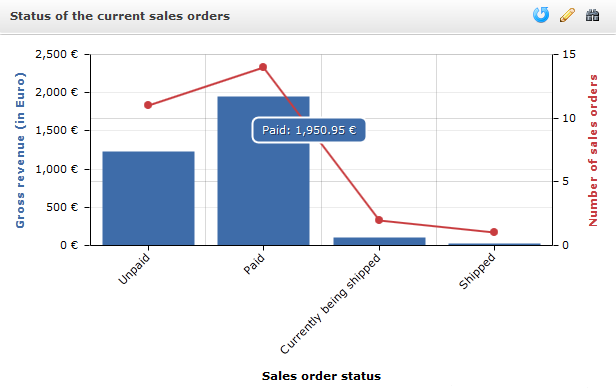 Status of the current sales orders
Gross revenue (in Euro)
2,500 €
2,000 €
1,500 €
1,000 €
500 €
0 €
15
10
5
0
Number of sales orders
Paid: 1,950.95 €
Unpaid
Paid
Currently being shipped
Shipped
Sales order status